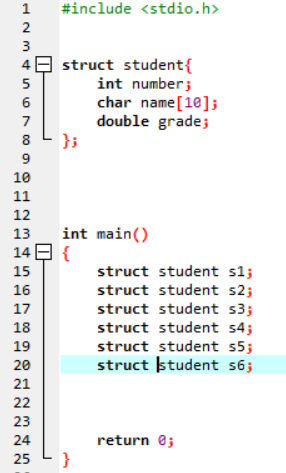 1 #include <stdio.h>
2
3
4 struct student{
5 int number;
6 char name[10];
7 double grade;
8 };
9
10
11
12
13 int main()
14 {
15 struct student s1;
16 struct student s2;
17 struct student s3;
18 struct student s4;
19 struct student s5;
20 struct student s6;
21
22
23
24 return 0;
25 }